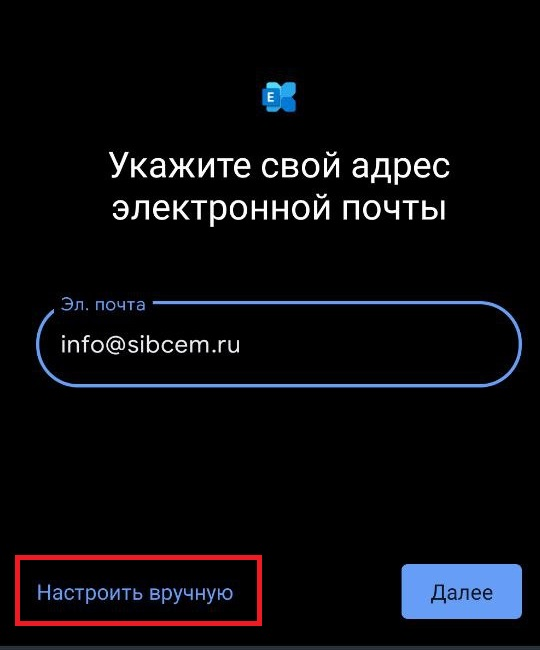 E
Укажите свой адрес
электронной почты
Эл. почта
info@sibcem.ru
Настроить вручную
Далее